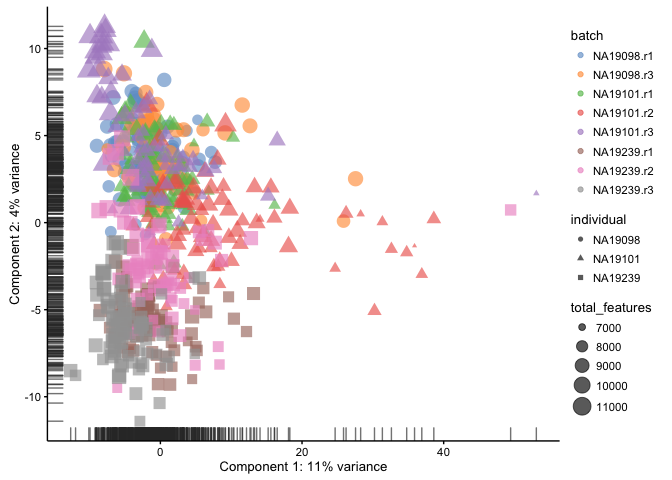 10
5
0
-5
-10
Component 2: 4% variance
0
20
40
Component 1: 11% variance
batch
NA19098.r1
NA19098.r3
NA19101.r1
NA19101.r2
NA19101.r3
NA19239.r1
NA19239.r2
NA19239.r3
individual
NA19098
NA19101
NA19239
total_features
7000
8000
9000
10000
11000